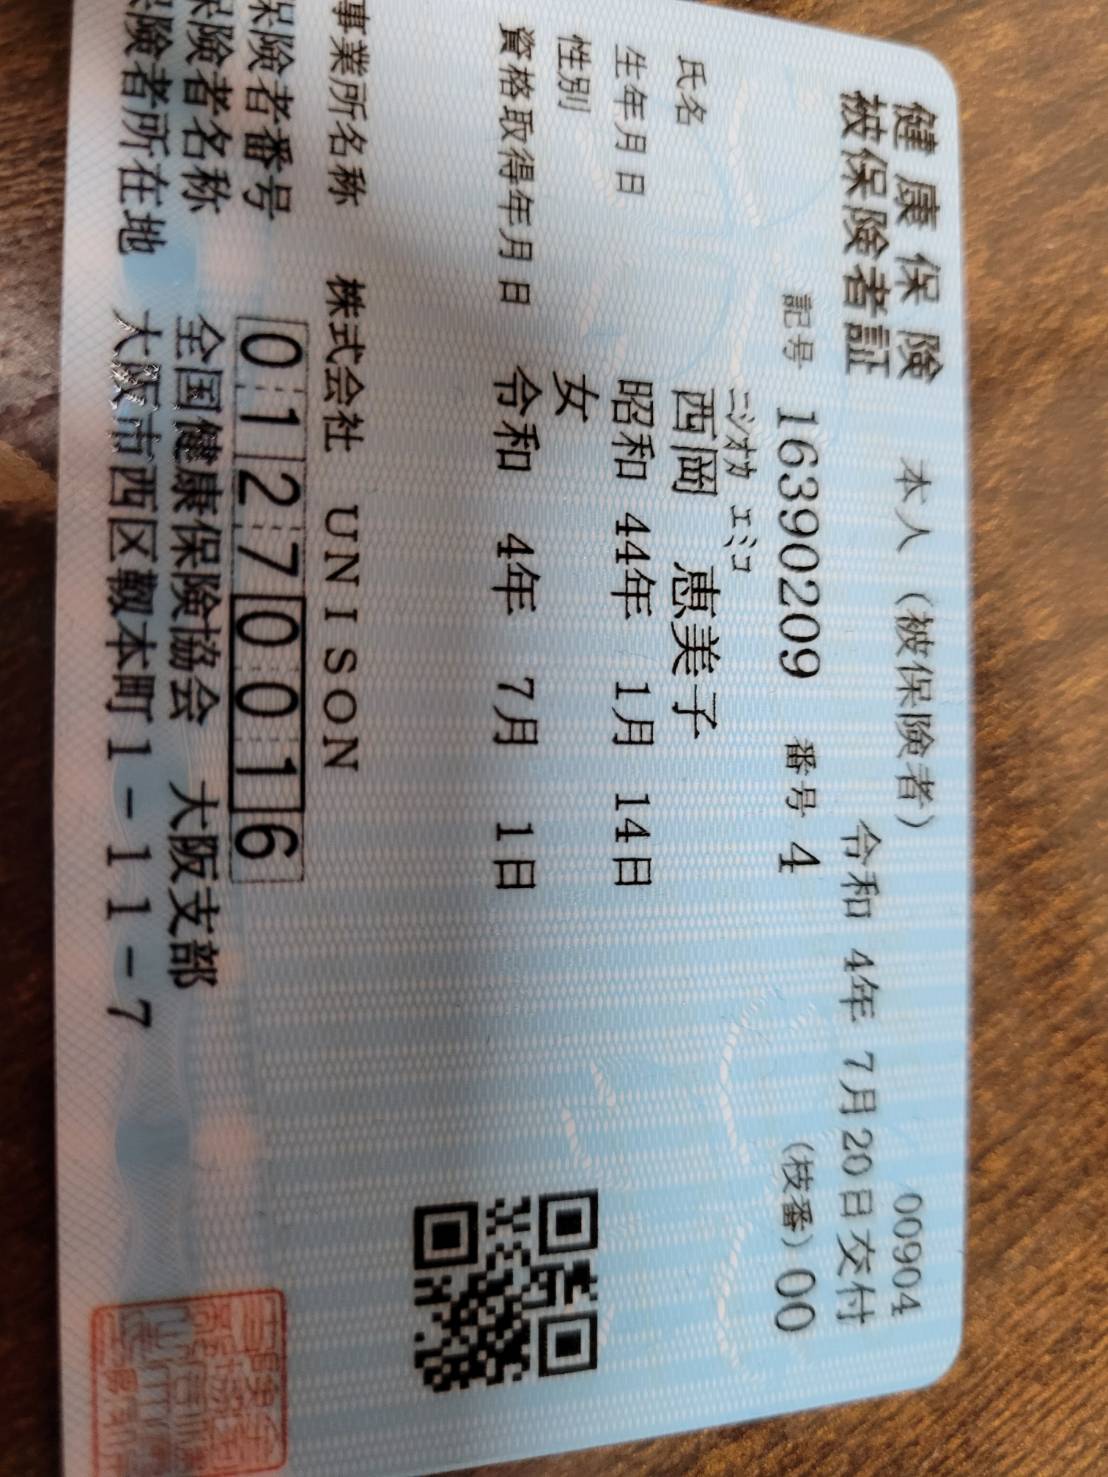 健康保険
被保険者証
本人（被保険者）
00904
令和 4年 7月20日交付
記号 16390209 番号 4 （枝番）00
ﾆｼｵｶ ｴﾐｺ
氏名 西岡 恵美子
生年月日 昭和 44年 1月 14日
性別 女
資格取得年月日 令和 4年 7月 1日
事業所名称 株式会社 ＵＮＩＳＯＮ
保険者番号 01270016
保険者名称 全国健康保険協会 大阪支部
保険者所在地 大阪市西区靱本町1-11-7